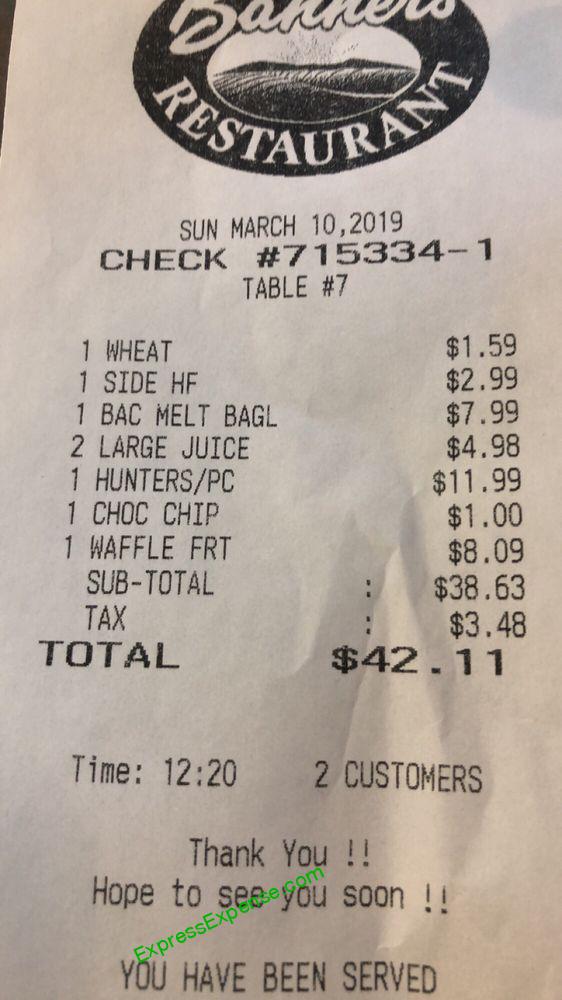 Banners
RESTAURANT
SUN MARCH 10,2019
CHECK #715334-1
TABLE #7
1 WHEAT $1.59
1 SIDE HF $2.99
1 BAC MELT BAGL $7.99
2 LARGE JUICE $4.98
1 HUNTERS/PC $11.99
1 CHOC CHIP $1.00
1 WAFFLE FRT $8.09
SUB-TOTAL : $38.63
TAX : $3.48
TOTAL $42.11
Time: 12:20 2 CUSTOMERS
Thank You !!
Hope to see you soon !!
ExpressExpense.com
YOU HAVE BEEN SERVED